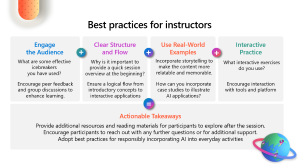 Best practices for instructors
Engage
the Audience
What are some effective
icebreakers
you have used?
Encourage peer feedback
and group discussions to
enhance learning.
Clear Structure
and Flow
Why is it important to
provide a quick session
overview at the beginning?
Ensure a logical flow from
introductory concepts to
interactive applications
Use Real-World
Examples
Incorporate storytelling to
make the content more
reliable and memorable.
How can you incorporate
case studies to illustrate
AI applications?
Interactive
Practice
What interactive exercises
do you use?
Encourage interaction with
tools and platform
Actionable Takeaways
Provide additional resources and reading materials for participants to explore after the session.
Encourage participants to reach out with any further questions or for additional support.
Adopt best practices for responsibly incorporating AI into everyday activities